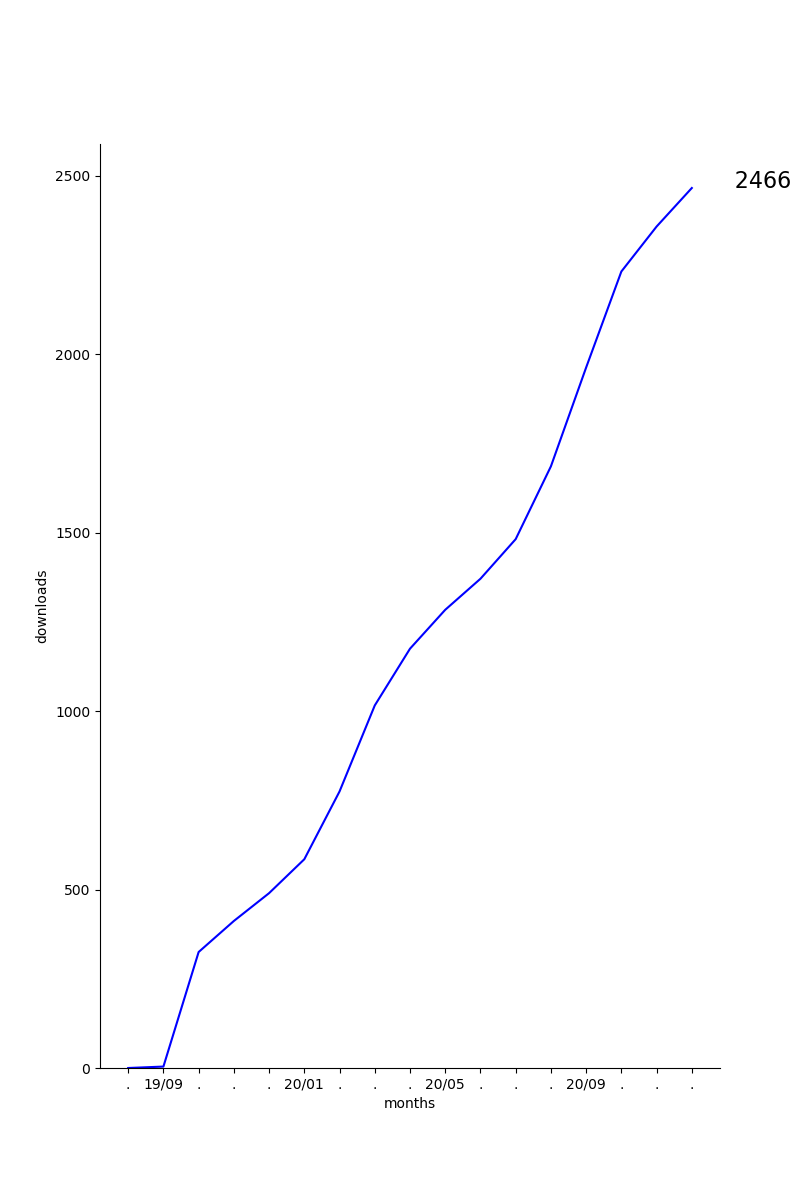 2466
2500
2000
1500
1000
500
0
downloads
. 19/09 . . . 20/01 . . . 20/05 . . . 20/09 . . .
months